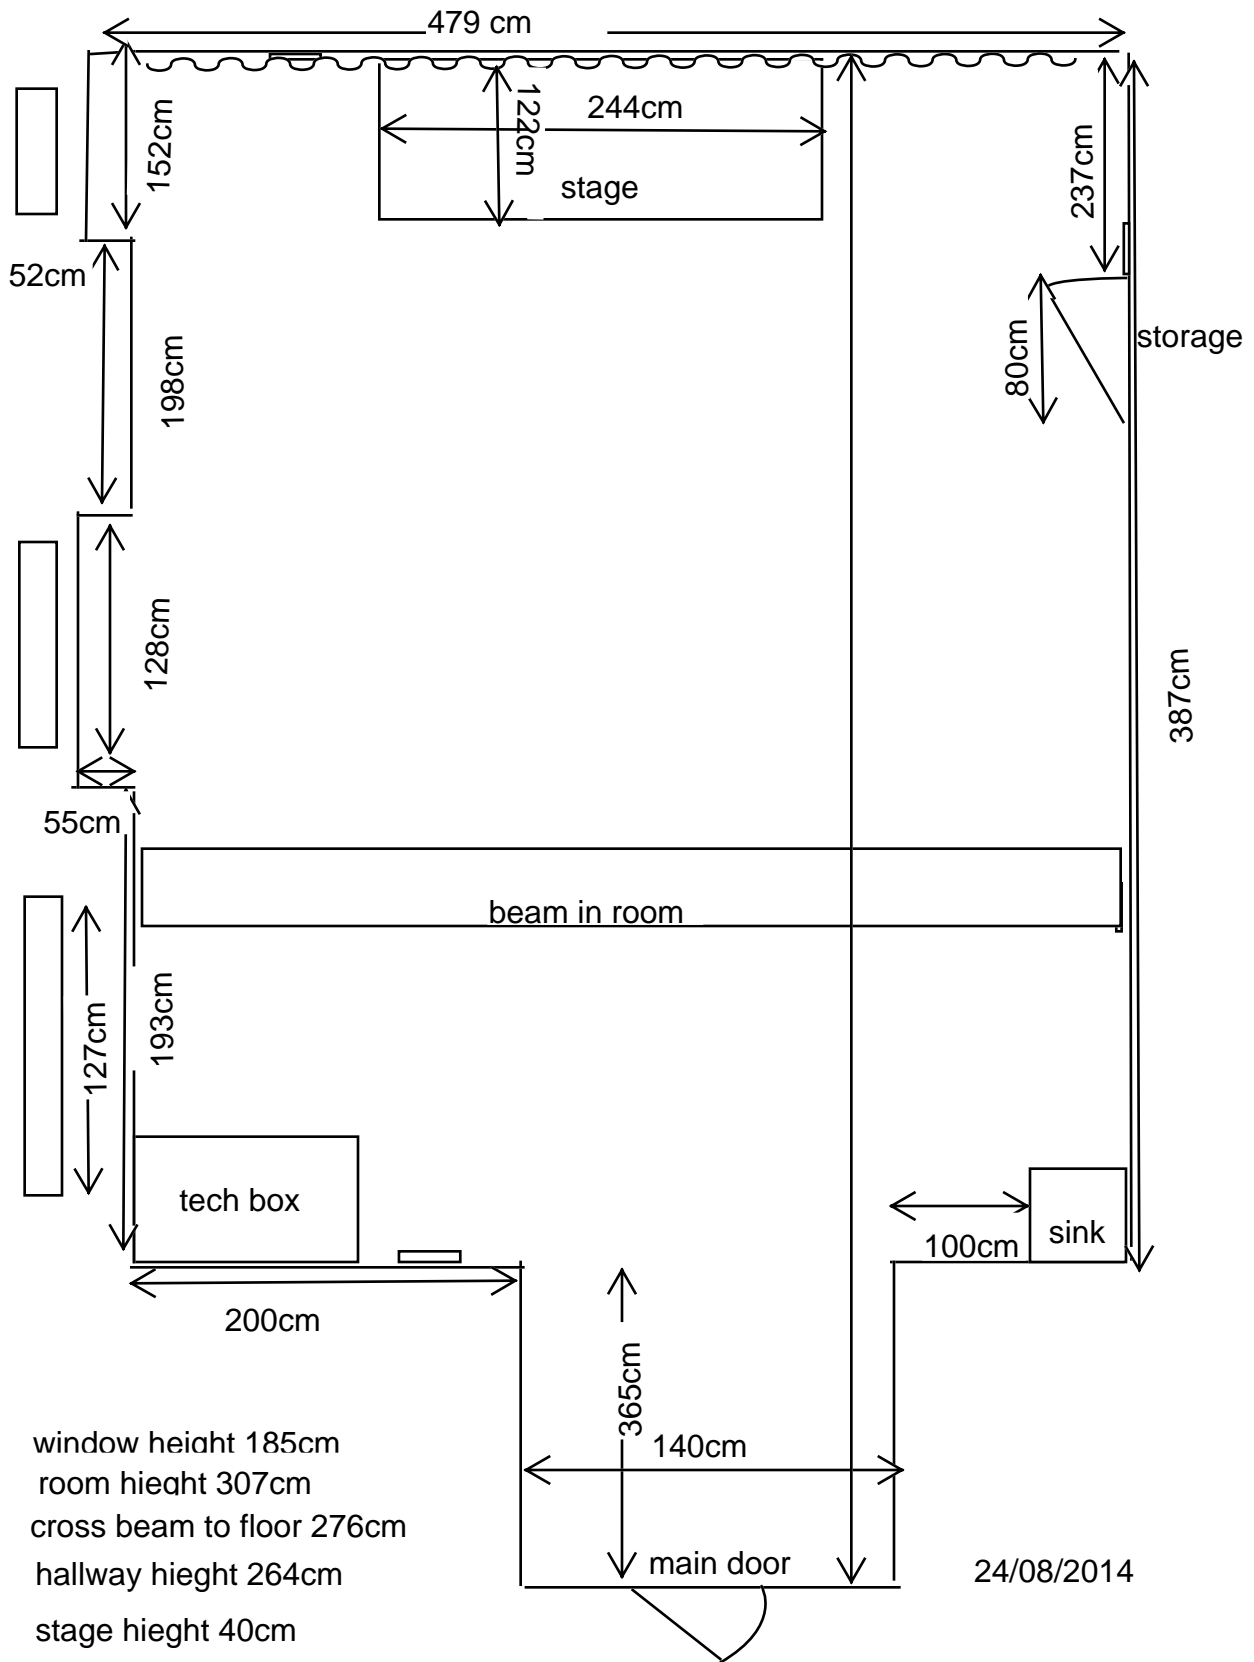 479 cm
152cm
122cm
244cm
stage
237cm
52cm
198cm
80cm
storage
128cm
387cm
55cm
beam in room
127cm
193cm
tech box
100cm
sink
200cm
365cm
140cm
window height 185cm
room hieght 307cm
cross beam to floor 276cm
hallway hieght 264cm
stage hieght 40cm
main door
24/08/2014